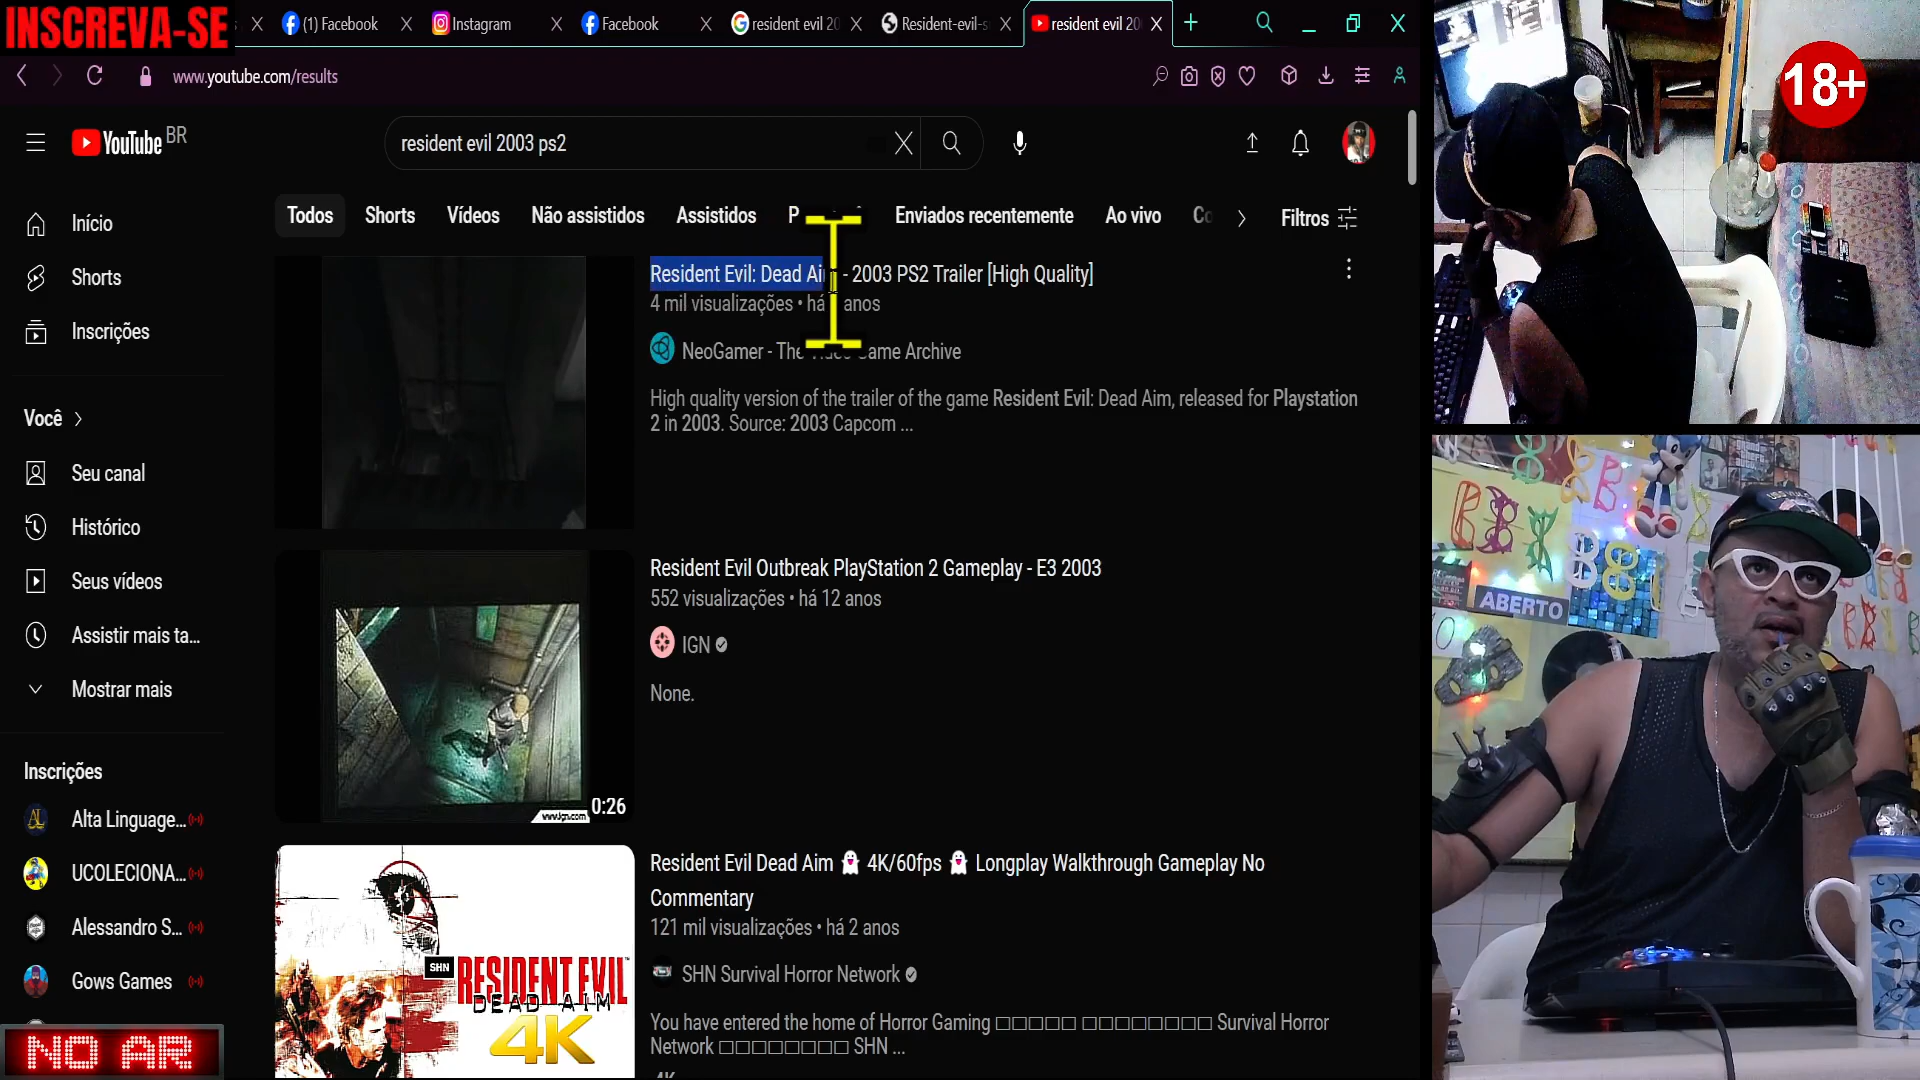 INSCREVA-SE
(1) Facebook
Instagram
Facebook
resident evil 20
Resident-evil-s
resident evil 20
www.youtube.com/results
18+
YouTube BR
resident evil 2003 ps2
Todos
Shorts
Vídeos
Não assistidos
Assistidos
Enviados recentemente
Ao vivo
Filtros
Início
Shorts
Inscrições
Você
Seu canal
Histórico
Seus vídeos
Assistir mais ta...
Mostrar mais
Inscrições
Alta Linguage...
UCOLECIONA...
Alessandro S...
Gows Games
NO AR
Resident Evil: Dead Aim - 2003 PS2 Trailer [High Quality]
4 mil visualizações • há anos
NeoGamer - The Video Game Archive
High quality version of the trailer of the game Resident Evil: Dead Aim, released for Playstation
2 in 2003. Source: 2003 Capcom ...
Resident Evil Outbreak PlayStation 2 Gameplay - E3 2003
552 visualizações • há 12 anos
IGN
None.
www.ign.com
0:26
Resident Evil Dead Aim 👻 4K/60fps 👻 Longplay Walkthrough Gameplay No
Commentary
121 mil visualizações • há 2 anos
SHN Survival Horror Network
You have entered the home of Horror Gaming □□□□□ □□□□□□□□ Survival Horror
Network □□□□□□□□ SHN ...
4K
SHN
RESIDENT EVIL
DEAD AIM
4K
ABERTO